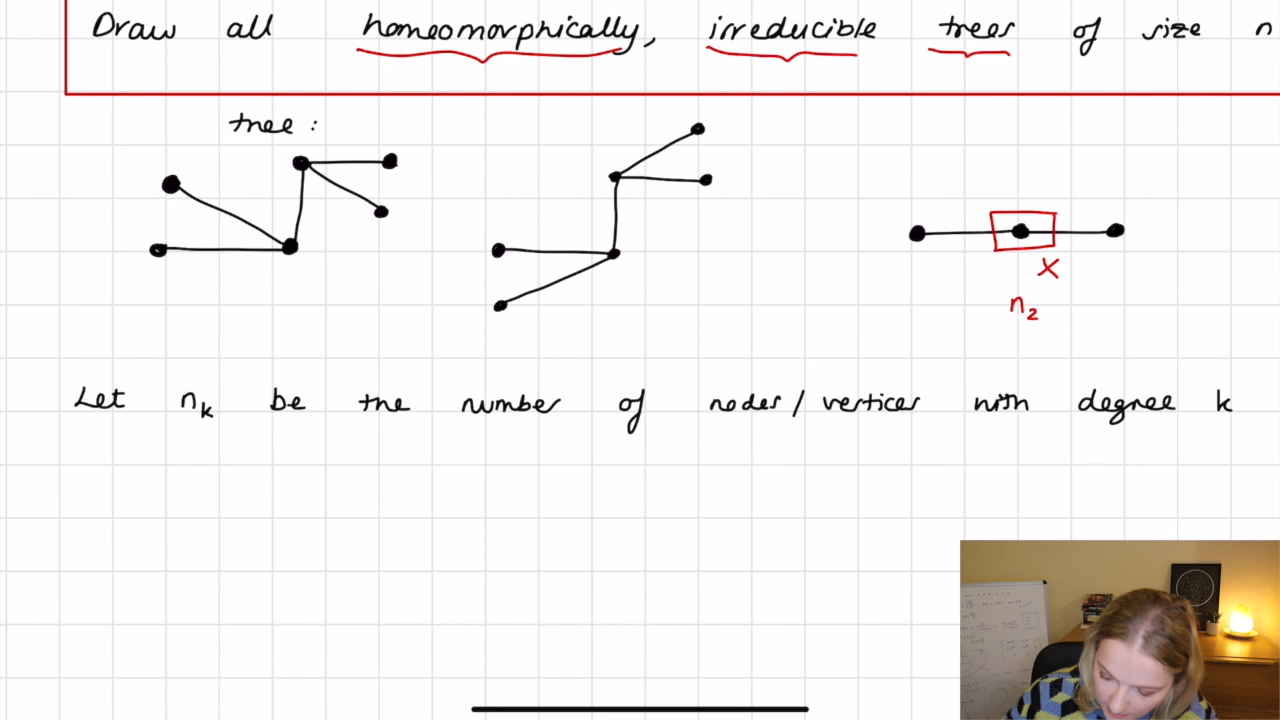 Draw all homeomorphically, irreducible trees of size n
tree :
x
n₂
Let nₖ be the number of nodes / vertices with degree k